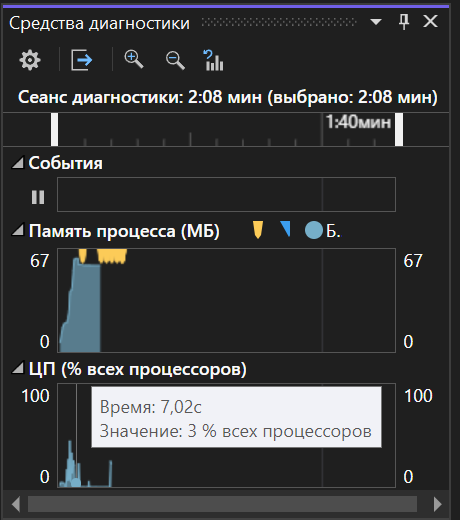 Средства диагностики
Сеанс диагностики: 2:08 мин (выбрано: 2:08 мин)
1:40мин
События
Память процесса (МБ) Б.
67 67
0 0
ЦП (% всех процессоров)
100 100
Время: 7,02с
Значение: 3 % всех процессоров
0 0